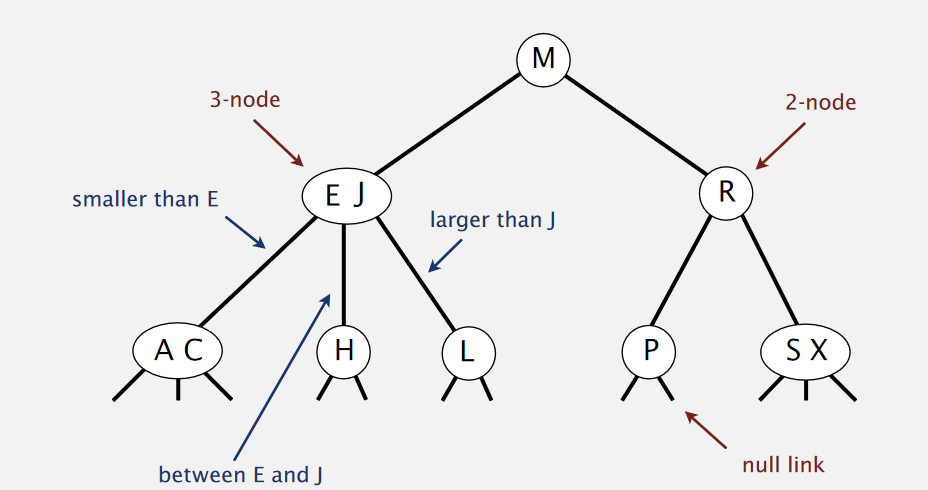 M
3-node
2-node
E J
R
smaller than E
larger than J
A C
H
L
P
S X
null link
between E and J